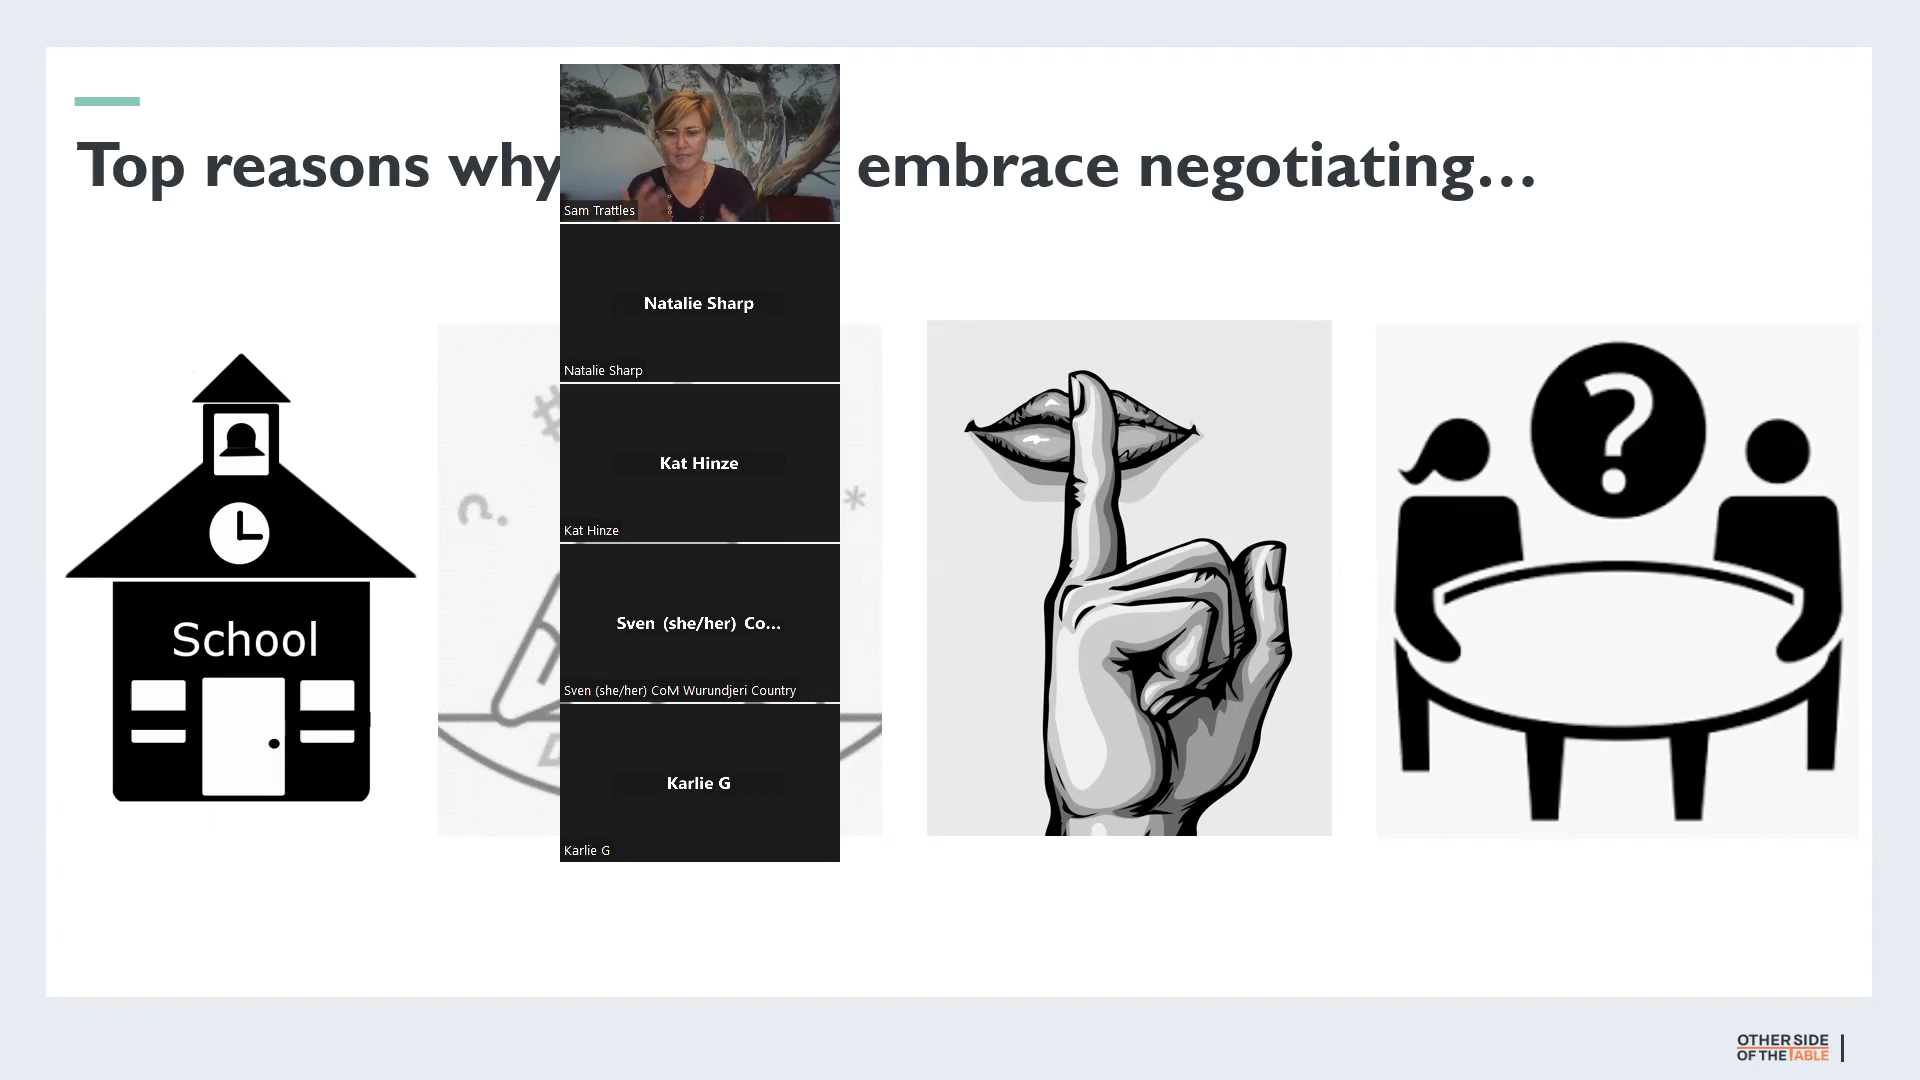 Top reasons why embrace negotiating...
Sam Trattles
Natalie Sharp
Natalie Sharp
Kat Hinze
Kat Hinze
Sven (she/her) Co...
Sven (she/her) CoM Wurundjeri Country
Karlie G
Karlie G
School
?
OTHER SIDE
OF THE TABLE